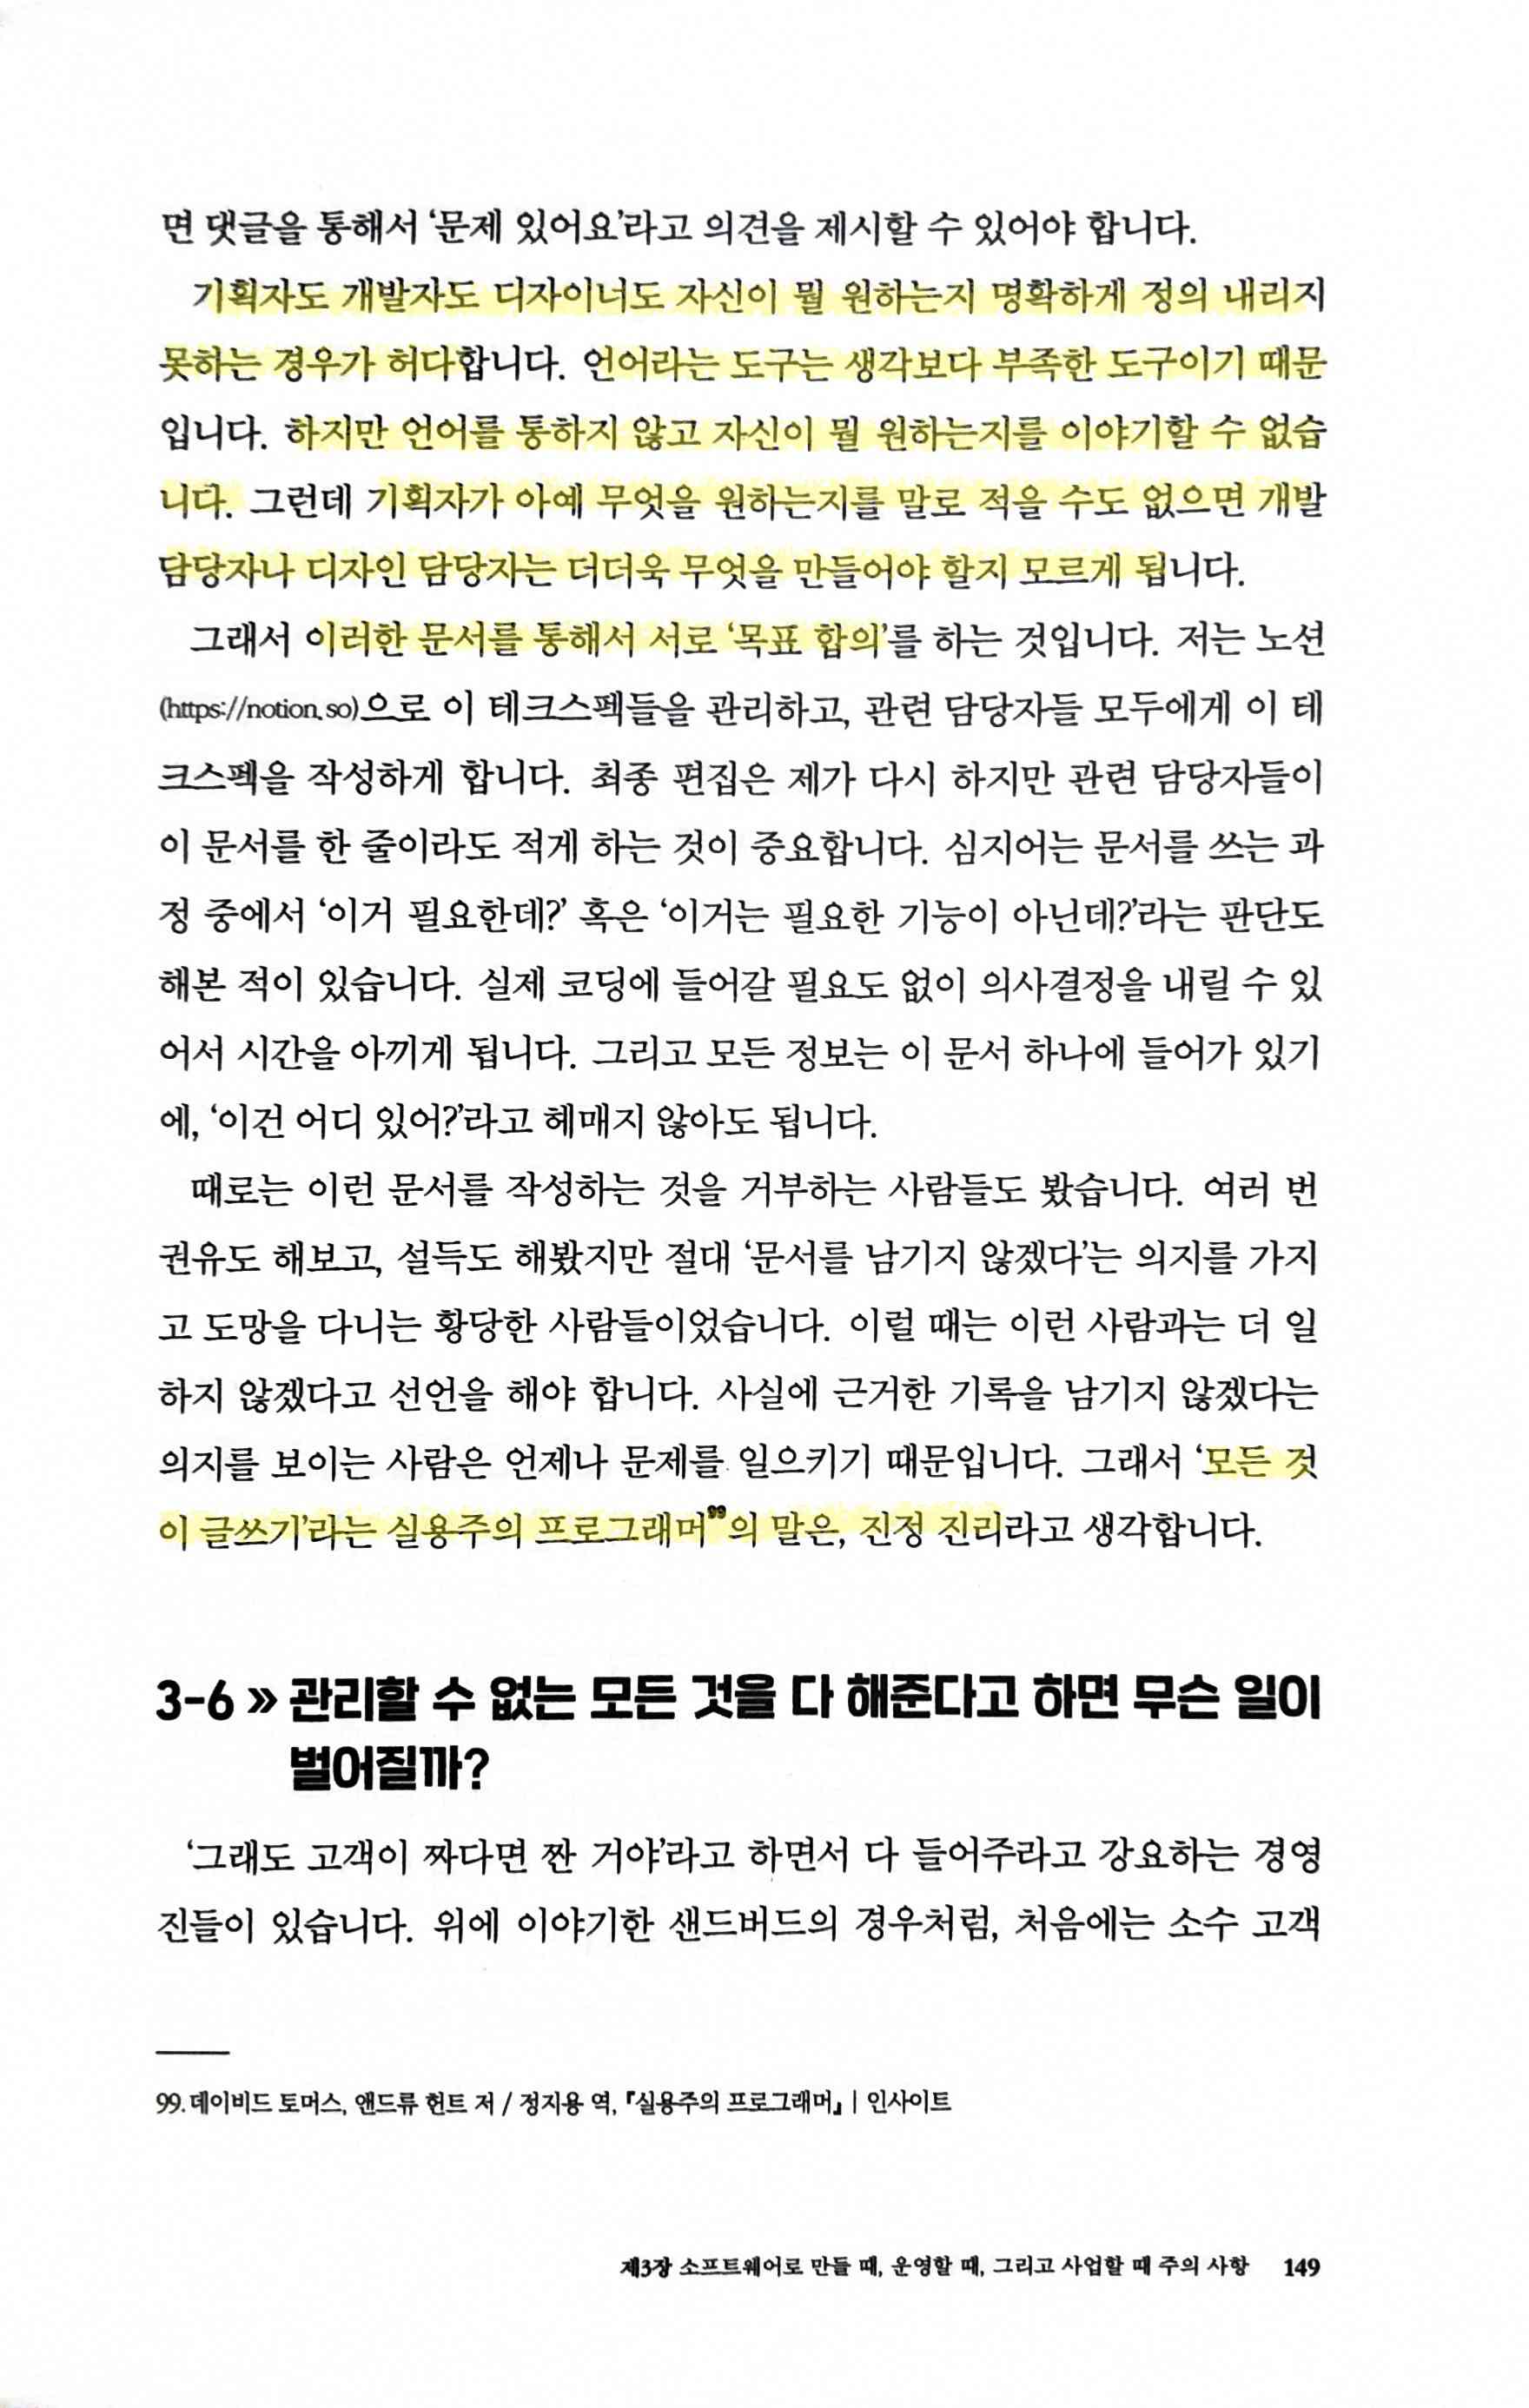 면 댓글을 통해서 ‘문제 있어요’라고 의견을 제시할 수 있어야 합니다.
기획자도 개발자도 디자이너도 자신이 뭘 원하는지 명확하게 정의 내리지
못하는 경우가 허다합니다. 언어라는 도구는 생각보다 부족한 도구이기 때문
입니다. 하지만 언어를 통하지 않고 자신이 뭘 원하는지를 이야기할 수 없습
니다. 그런데 기획자가 아예 무엇을 원하는지를 말로 적을 수도 없으면 개발
담당자나 디자인 담당자는 더더욱 무엇을 만들어야 할지 모르게 됩니다.
그래서 이러한 문서를 통해서 서로 ‘목표 합의’를 하는 것입니다. 저는 노션
(https://notion.so)으로 이 테크스펙들을 관리하고, 관련 담당자들 모두에게 이 테
크스펙을 작성하게 합니다. 최종 편집은 제가 다시 하지만 관련 담당자들이
이 문서를 한 줄이라도 적게 하는 것이 중요합니다. 심지어는 문서를 쓰는 과
정 중에서 ‘이거 필요한데?’ 혹은 ‘이거는 필요한 기능이 아닌데?’라는 판단도
해본 적이 있습니다. 실제 코딩에 들어갈 필요도 없이 의사결정을 내릴 수 있
어서 시간을 아끼게 됩니다. 그리고 모든 정보는 이 문서 하나에 들어가 있기
에, ‘이건 어디 있어?’라고 헤매지 않아도 됩니다.
때로는 이런 문서를 작성하는 것을 거부하는 사람들도 봤습니다. 여러 번
권유도 해보고, 설득도 해봤지만 절대 ‘문서를 남기지 않겠다’는 의지를 가지
고 도망을 다니는 황당한 사람들이었습니다. 이럴 때는 이런 사람과는 더 일
하지 않겠다고 선언을 해야 합니다. 사실에 근거한 기록을 남기지 않겠다는
의지를 보이는 사람은 언제나 문제를 일으키기 때문입니다. 그래서 ‘모든 것
이 글쓰기’라는 실용주의 프로그래머99의 말은, 진정 진리라고 생각합니다.
3-6 » 관리할 수 없는 모든 것을 다 해준다고 하면 무슨 일이
벌어질까?
‘그래도 고객이 짜다면 짠 거야’라고 하면서 다 들어주라고 강요하는 경영
진들이 있습니다. 위에 이야기한 샌드버드의 경우처럼, 처음에는 소수 고객
99. 데이비드 토머스, 앤드류 헌트 저 / 정지용 역, 『실용주의 프로그래머』 | 인사이트
제3장 소프트웨어로 만들 때, 운영할 때, 그리고 사업할 때 주의 사항 149